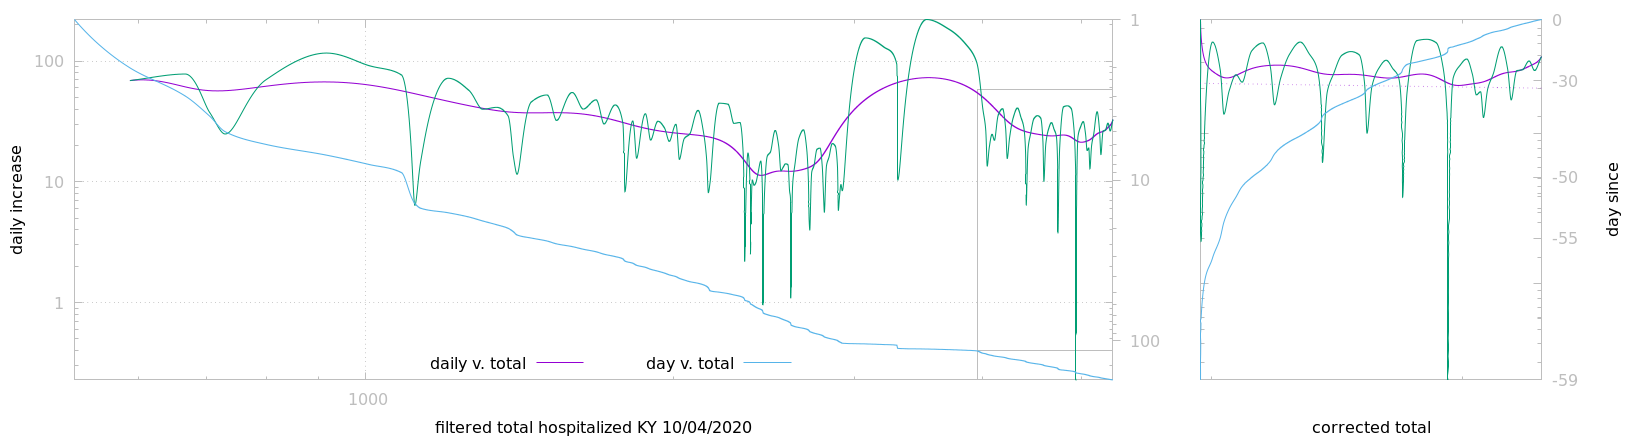 100
10
1
daily increase
1000
daily v. total
day v. total
filtered total hospitalized KY 10/04/2020
1
10
100
0
-30
-50
-55
-59
day since
corrected total